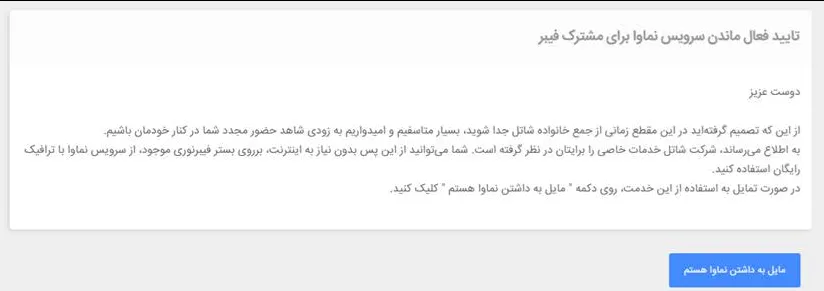 تایید فعال ماندن سرویس نماوا برای مشترک فیبر
دوست عزیز
از این که تصمیم گرفته‌اید در این مقطع زمانی از جمع خانواده شاتل جدا شوید، بسیار متاسفیم و امیدواریم به زودی شاهد حضور مجدد شما در کنار خودمان باشیم.
به اطلاع می‌رساند، شرکت شاتل خدمات خاصی را برایتان در نظر گرفته است. شما می‌توانید از این پس بدون نیاز به اینترنت، برروی بستر فیبرنوری موجود، از سرویس نماوا با ترافیک
رایگان استفاده کنید.
در صورت تمایل به استفاده از این خدمت، روی دکمه " مایل به داشتن نماوا هستم " کلیک کنید.
مایل به داشتن نماوا هستم